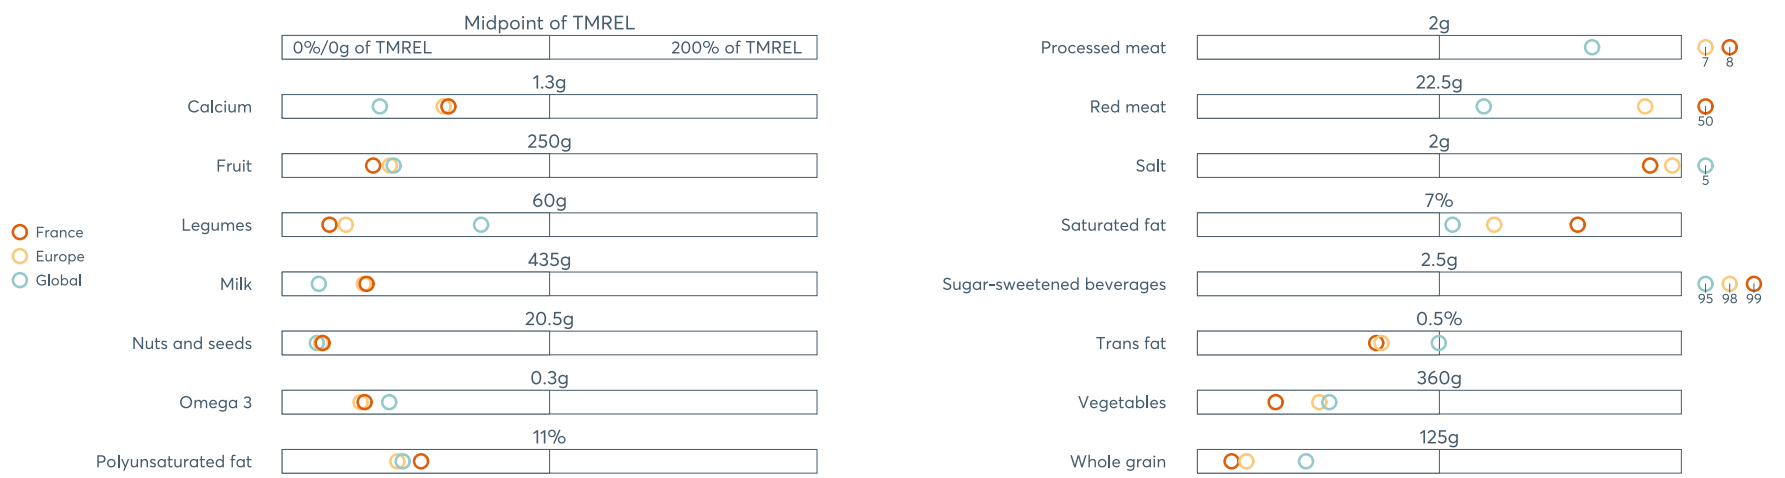 Midpoint of TMREL
0%/0g of TMREL
200% of TMREL
Calcium
1.3g
Fruit
250g
Legumes
60g
Milk
435g
Nuts and seeds
20.5g
Omega 3
0.3g
Polyunsaturated fat
11%
France
Europe
Global
Processed meat
2g
7 8
Red meat
22.5g
50
Salt
2g
5
Saturated fat
7%
Sugar-sweetened beverages
2.5g
95 98 99
Trans fat
0.5%
Vegetables
360g
Whole grain
125g